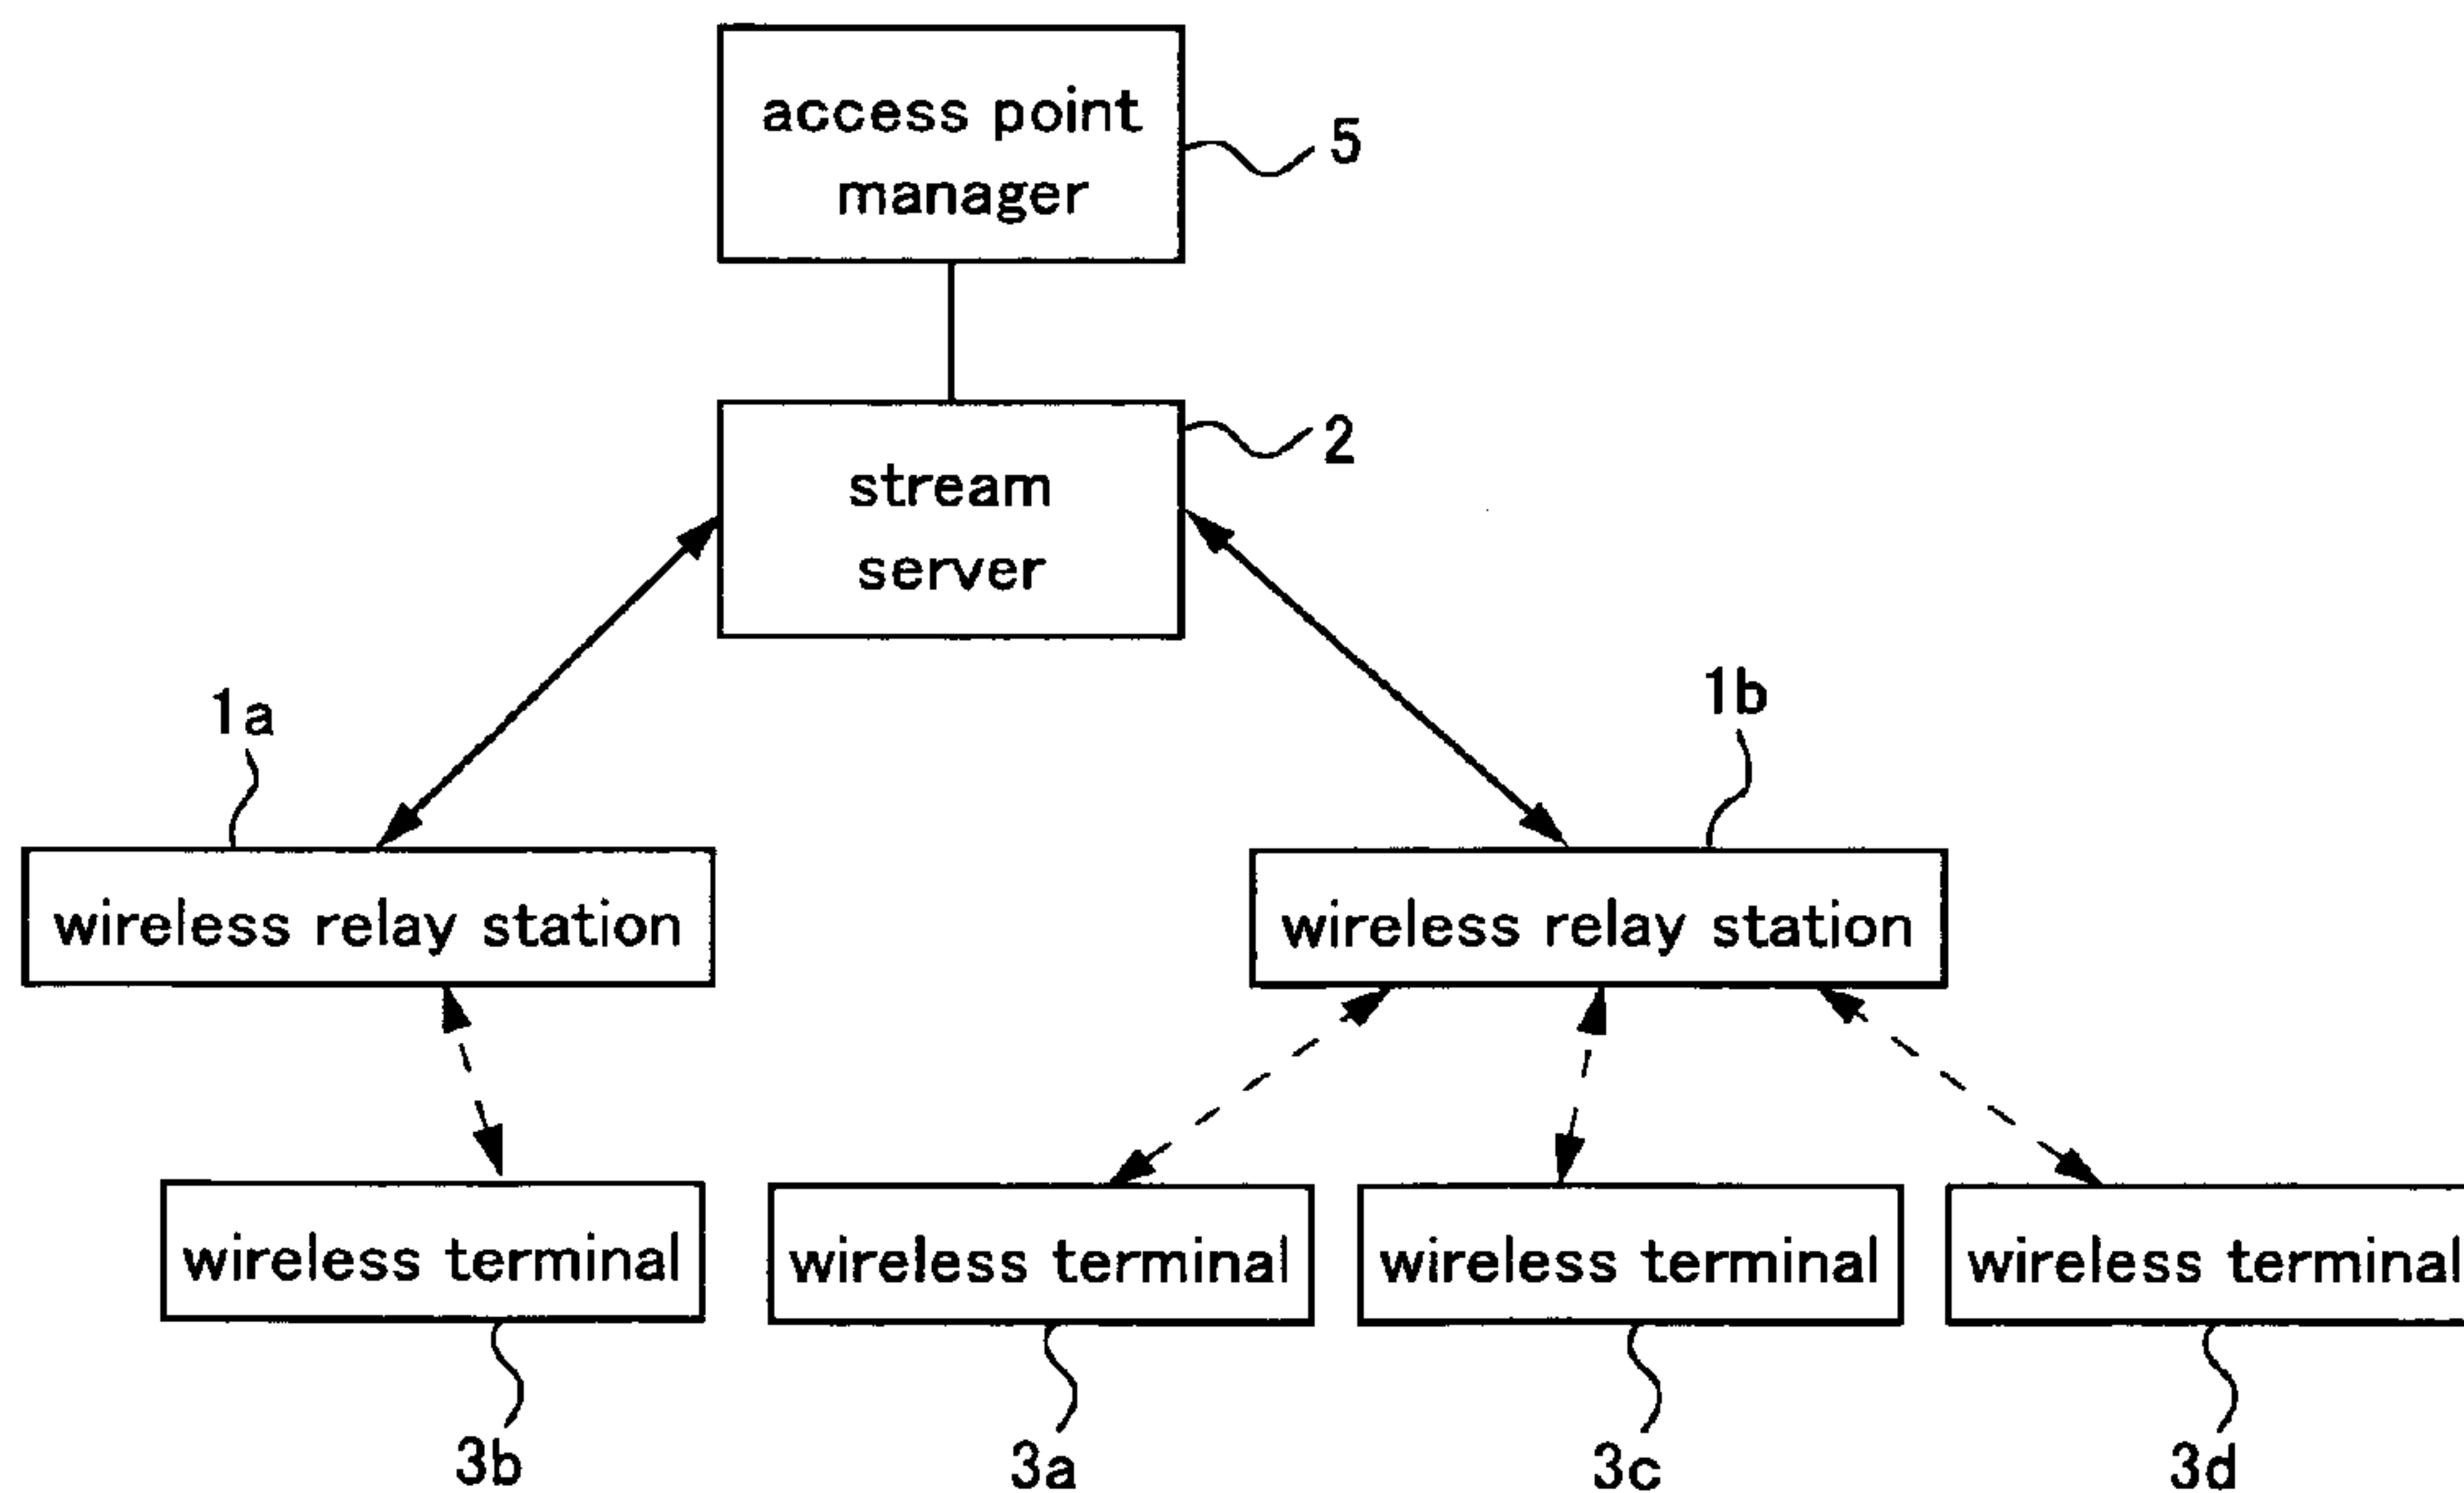 access point
manager
5
stream
server
2
1a
1b
wireless relay station
wireless relay station
wireless terminal
wireless terminal
wireless terminal
wireless terminal
3b
3a
3c
3d